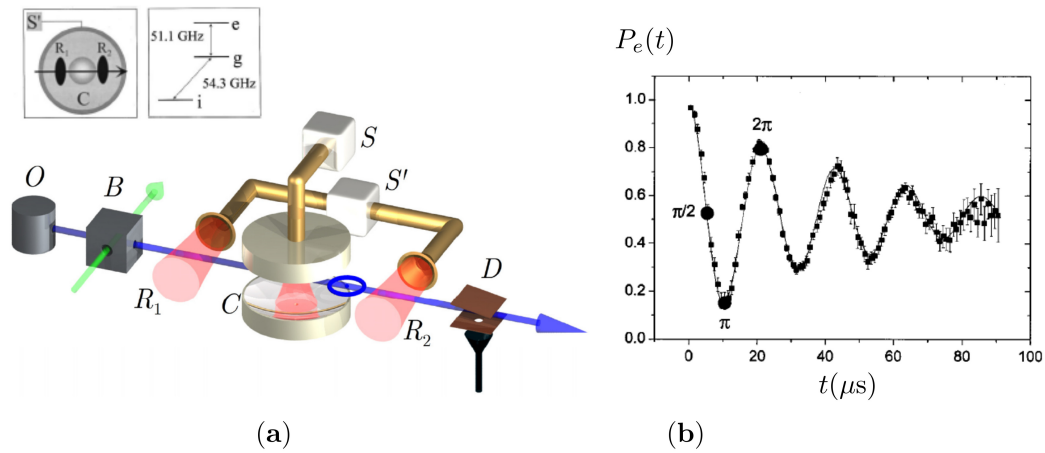 S'
R₁
R₂
C
51.1 GHz
e
g
54.3 GHz
i
O
B
S
S'
R₁
C
R₂
D
(a)
Pₑ(t)
1.0
0.8
0.6
0.4
0.2
0.0
2π
π/2
π
0
20
40
60
80
100
t(μs)
(b)